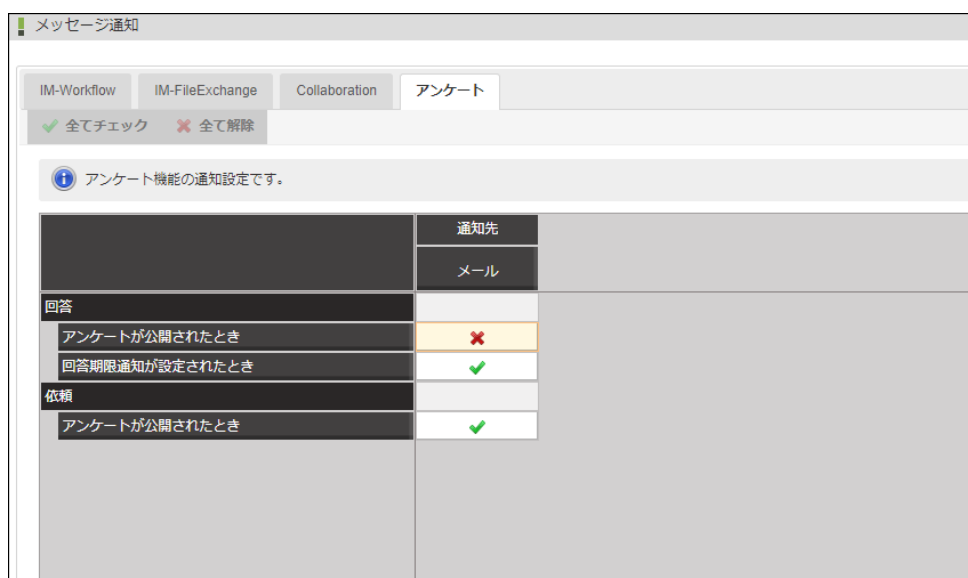 メッセージ通知
IM-Workflow IM-FileExchange Collaboration アンケート
全てチェック 全て解除
アンケート機能の通知設定です。
通知先
メール
回答
アンケートが公開されたとき
回答期限通知が設定されたとき
依頼
アンケートが公開されたとき